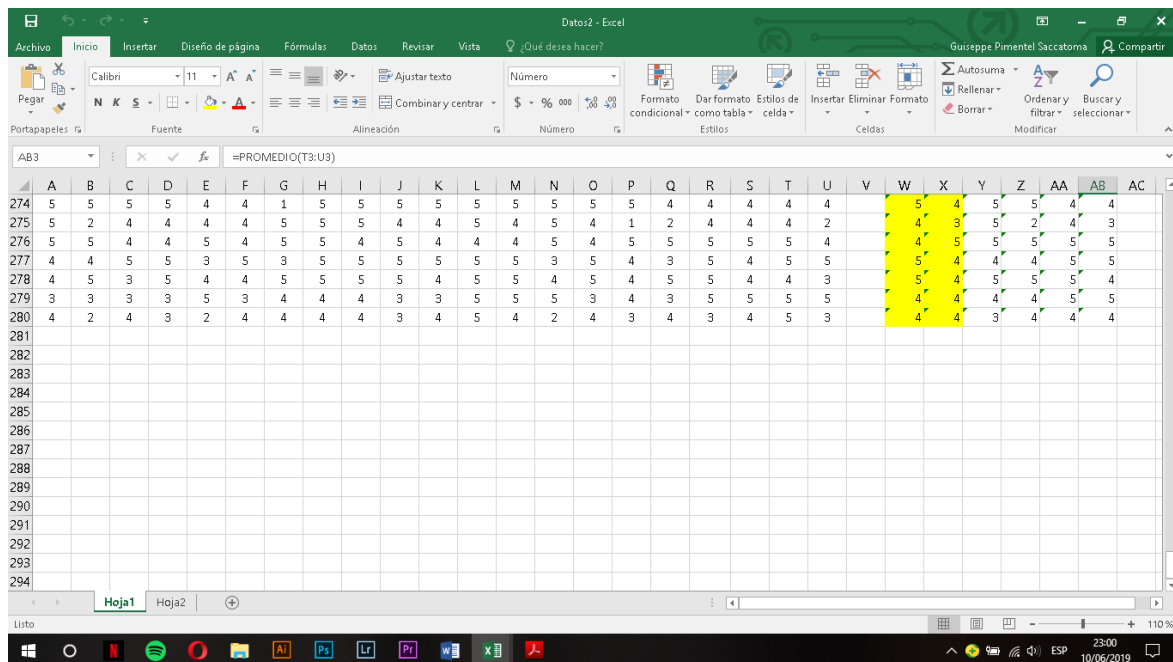 Datos2 - Excel
Archivo Inicio Insertar Diseño de página Fórmulas Datos Revisar Vista ¿Qué desea hacer? Guiseppe Pimentel Saccatoma Compartir
Pegar
Calibri 11 A A
N K S A
Ajustar texto
Combinar y centrar
Número
$ % 000
Formato condicional
Dar formato como tabla
Estilos de celda
Insertar Eliminar Formato
Autosuma
Rellenar
Borrar
Ordenar y filtrar
Buscar y seleccionar
Portapapeles Fuente Alineación Número Estilos Celdas Modificar
AB3 fx =PROMEDIO(T3:U3)
A B C D E F G H I J K L M N O P Q R S T U V W X Y Z AA AB AC
274 5 5 5 5 4 4 1 5 5 5 5 5 5 5 5 5 4 4 4 4 4 5 4 5 5 4 4
275 5 2 4 4 4 4 5 5 5 4 4 5 4 5 4 1 2 4 4 4 2 4 3 5 2 4 3
276 5 5 4 4 5 4 5 5 4 5 4 4 4 5 4 5 5 5 5 5 4 4 5 5 5 5 5
277 4 4 5 5 3 5 3 5 5 5 5 5 5 3 5 4 3 5 4 5 5 5 4 4 4 5 5
278 4 5 3 5 4 4 5 5 5 5 4 5 5 4 5 4 5 5 4 4 3 5 4 5 5 5 4
279 3 3 3 3 5 3 4 4 4 3 3 5 5 5 3 4 3 5 5 5 5 4 4 4 4 5 5
280 4 2 4 3 2 4 4 4 4 3 4 5 4 2 4 3 4 3 4 5 3 4 4 3 4 4 4
281
282
283
284
285
286
287
288
289
290
291
292
293
294
Hoja1 Hoja2
Listo 110 %
N Ai Ps Lr Pr ESP 23:00
10/06/2019